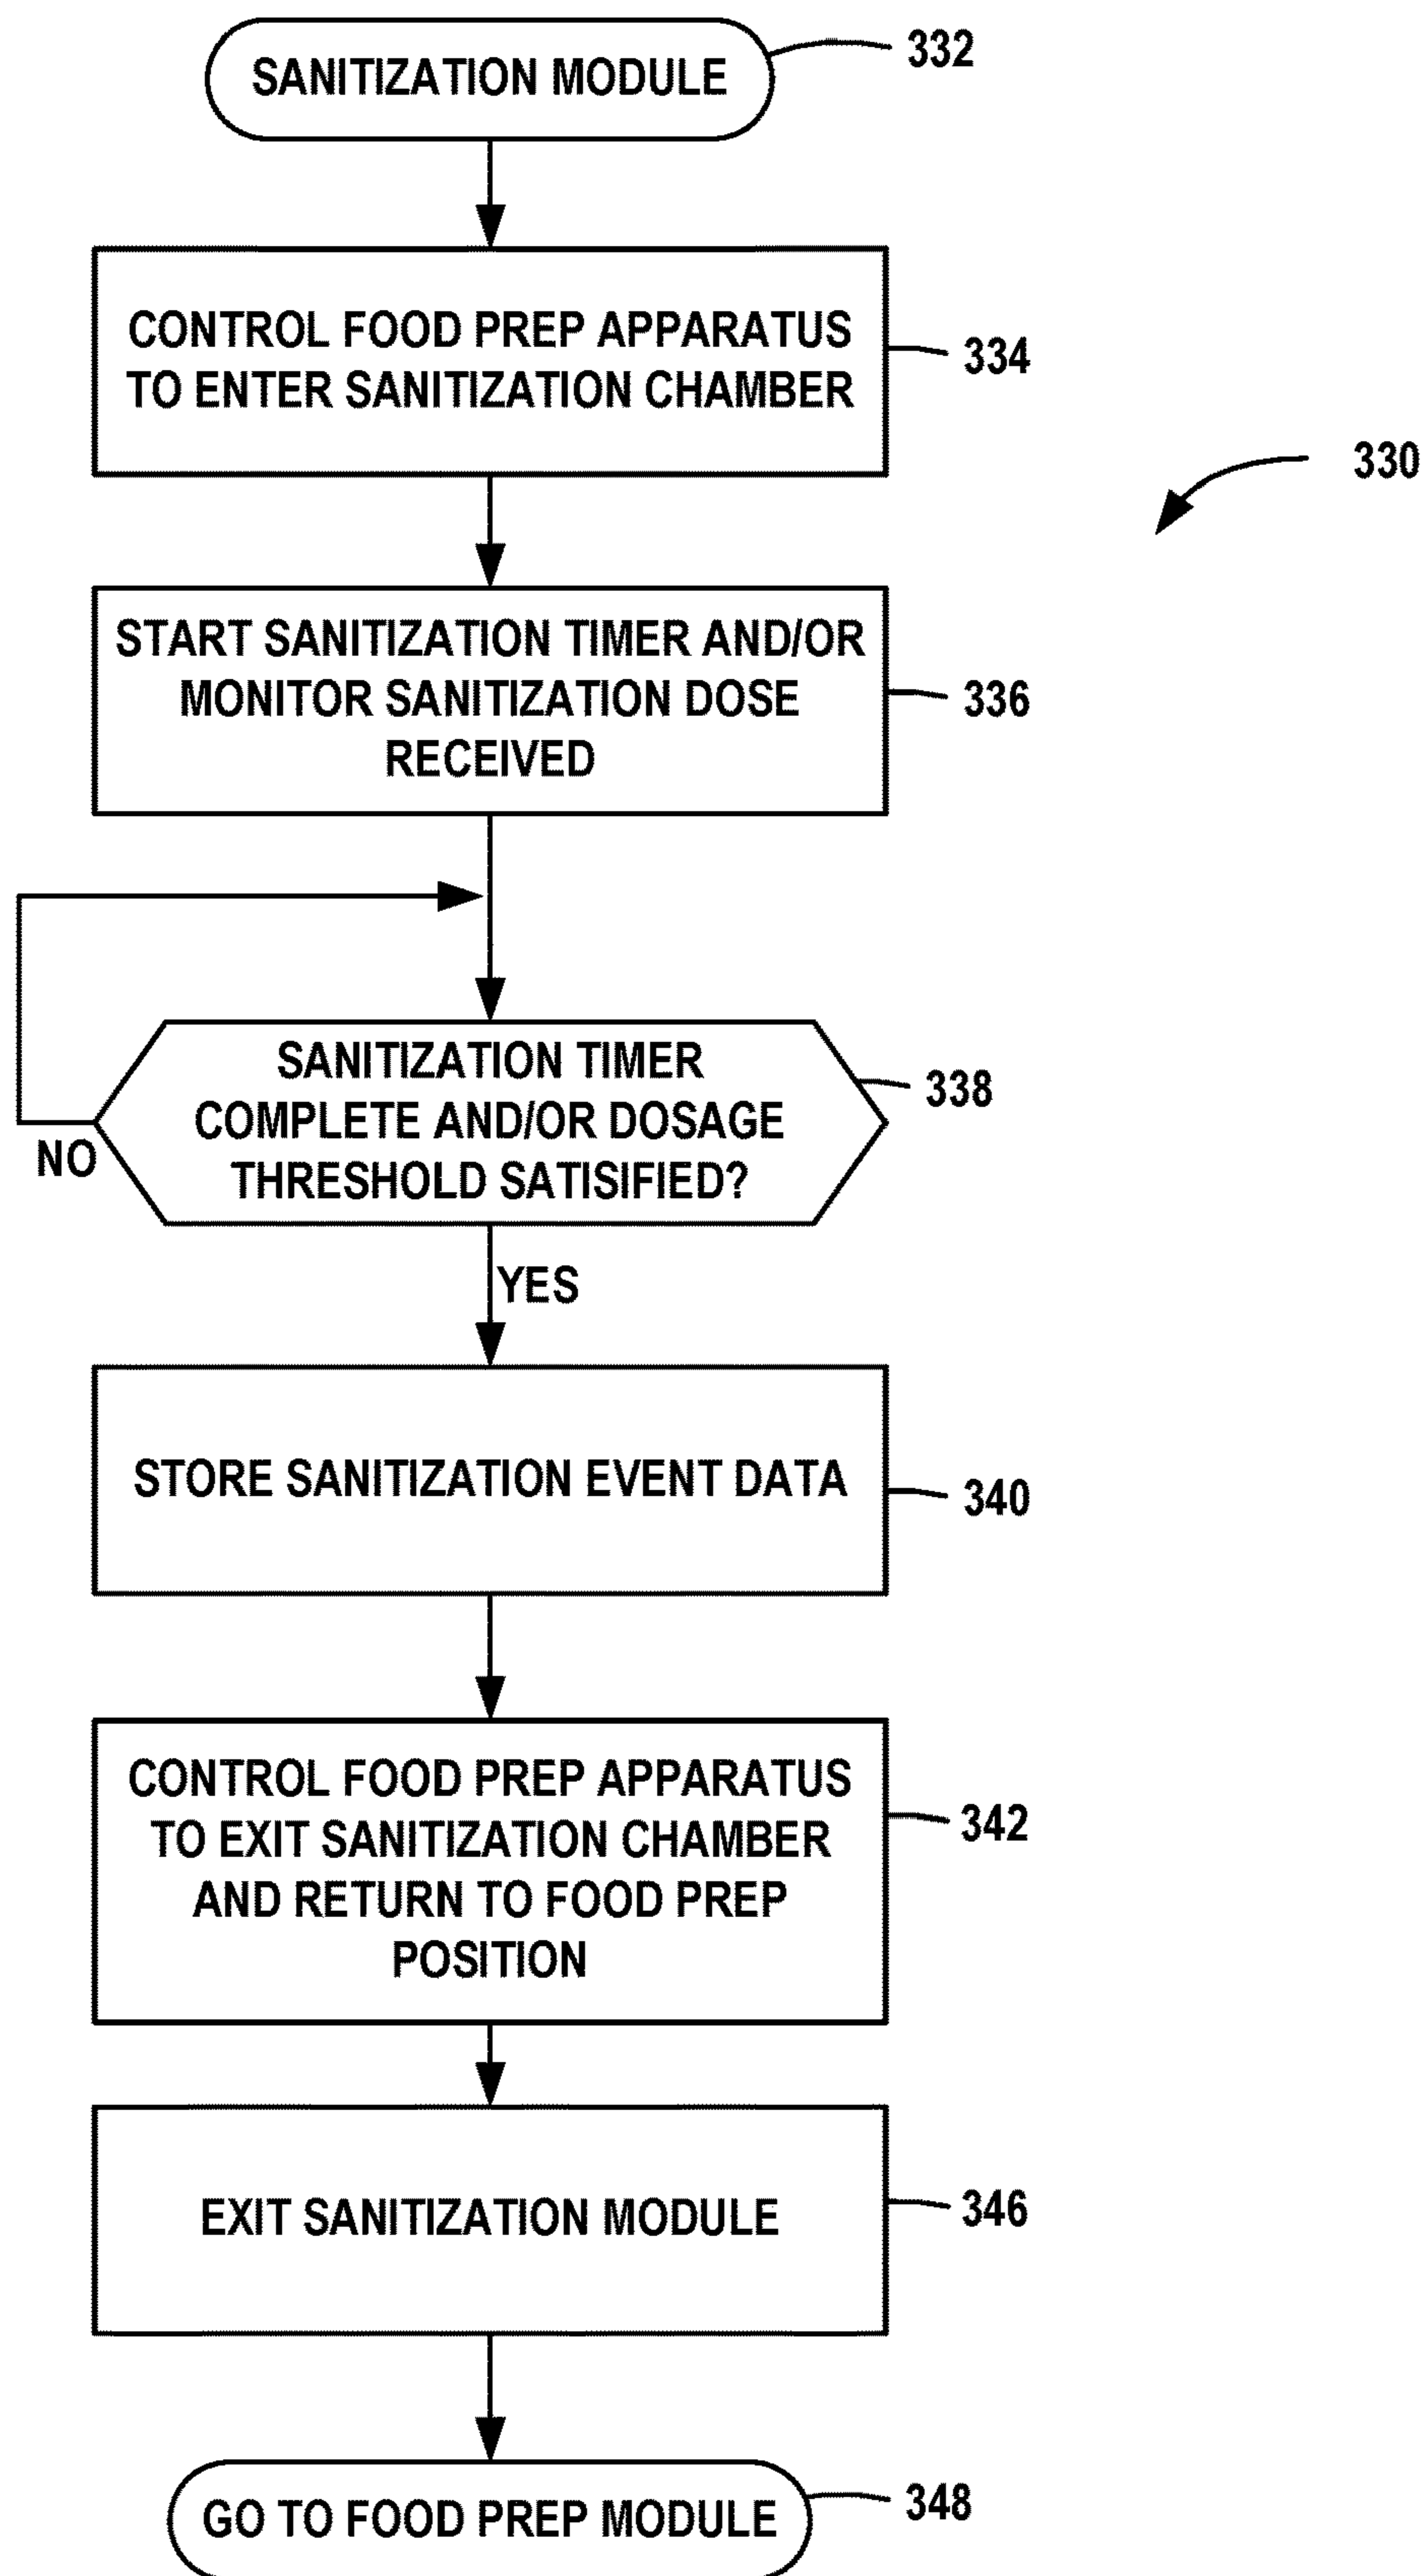 SANITIZATION MODULE
332
CONTROL FOOD PREP APPARATUS
TO ENTER SANITIZATION CHAMBER
334
330
START SANITIZATION TIMER AND/OR
MONITOR SANITIZATION DOSE
RECEIVED
336
SANITIZATION TIMER
COMPLETE AND/OR DOSAGE
THRESHOLD SATISIFIED?
338
NO
YES
STORE SANITIZATION EVENT DATA
340
CONTROL FOOD PREP APPARATUS
TO EXIT SANITIZATION CHAMBER
AND RETURN TO FOOD PREP
POSITION
342
EXIT SANITIZATION MODULE
346
GO TO FOOD PREP MODULE
348